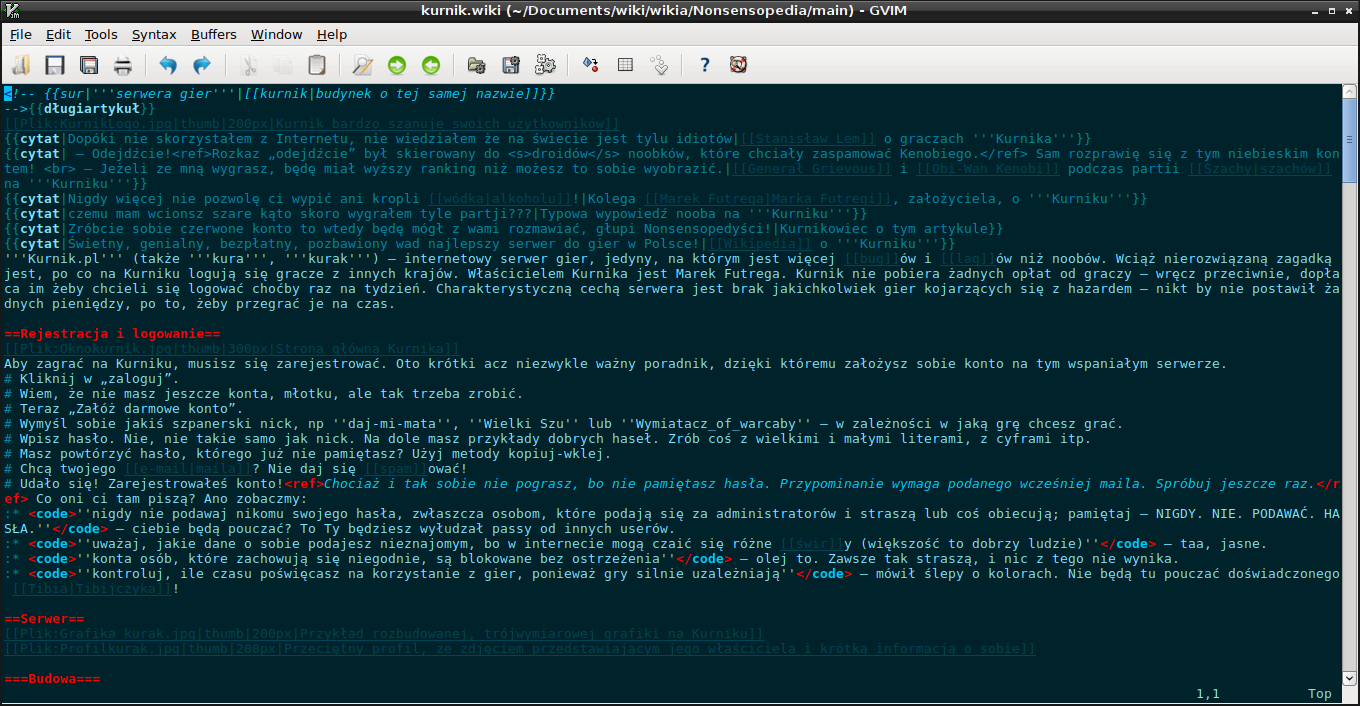 kurnik.wiki (~/Documents/wiki/wikia/Nonsensopedia/main) - GVIM
File Edit Tools Syntax Buffers Window Help
<!-- {{sur|'''serwera gier'''|[[kurnik|budynek o tej samej nazwie]]}}
-->{{długiartykuł}}
[[Plik:KurnikLogo.jpg|thumb|200px|Kurnik bardzo szanuje swoich użytkowników]]
{{cytat|Dopóki nie skorzystałem z Internetu, nie wiedziałem że na świecie jest tylu idiotów|[[Stanisław Lem]] o graczach '''Kurnika'''}}
{{cytat| – Odejdźcie!<ref>Rozkaz „odejdźcie” był skierowany do <s>droidów</s> noobków, które chciały zaspamować Kenobiego.</ref> Sam rozprawię się z tym niebieskim kon
tem! <br> – Jeżeli ze mną wygrasz, będę miał wyższy ranking niż możesz to sobie wyobrazić.|[[Generał Grievous]] i [[Obi-Wan Kenobi]] podczas partii [[Szachy|szachów]]
na '''Kurniku'''}}
{{cytat|Nigdy więcej nie pozwolę ci wypić ani kropli [[wódka|alkoholu]]!|Kolega [[Marek Futrega|Marka Futregi]], założyciela, o '''Kurniku'''}}
{{cytat|czemu mam wcionsz szare kąto skoro wygrałem tyle partji???|Typowa wypowiedź nooba na '''Kurniku'''}}
{{cytat|Zróbcie sobie czerwone konto to wtedy będę mógł z wami rozmawiać, głupi Nonsensopedyści!|Kurnikowiec o tym artykule}}
{{cytat|Świetny, genialny, bezpłatny, pozbawiony wad najlepszy serwer do gier w Polsce!|[[Wikipedia]] o '''Kurniku'''}}
'''Kurnik.pl''' (także '''kura''', '''kurak''') – internetowy serwer gier, jedyny, na którym jest więcej [[bug]]ów i [[lag]]ów niż noobów. Wciąż nierozwiązaną zagadką
jest, po co na Kurniku logują się gracze z innych krajów. Właścicielem Kurnika jest Marek Futrega. Kurnik nie pobiera żadnych opłat od graczy – wręcz przeciwnie, dopła
ca im żeby chcieli się logować choćby raz na tydzień. Charakterystyczną cechą serwera jest brak jakichkolwiek gier kojarzących się z hazardem – nikt by nie postawił ża
dnych pieniędzy, po to, żeby przegrać je na czas.
==Rejestracja i logowanie==
[[Plik:Oknokurnik.jpg|thumb|300px|Strona główna Kurnika]]
Aby zagrać na Kurniku, musisz się zarejestrować. Oto krótki acz niezwykle ważny poradnik, dzięki któremu założysz sobie konto na tym wspaniałym serwerze.
# Kliknij w „zaloguj”.
# Wiem, że nie masz jeszcze konta, młotku, ale tak trzeba zrobić.
# Teraz „Załóż darmowe konto”.
# Wymyśl sobie jakiś szpanerski nick, np ''daj-mi-mata'', ''Wielki Szu'' lub ''Wymiatacz_of_warcaby'' – w zależności w jaką grę chcesz grać.
# Wpisz hasło. Nie, nie takie samo jak nick. Na dole masz przykłady dobrych haseł. Zrób coś z wielkimi i małymi literami, z cyframi itp.
# Masz powtórzyć hasło, którego już nie pamiętasz? Użyj metody kopiuj-wklej.
# Chcą twojego [[e-mail|maila]]? Nie daj się [[spam]]ować!
# Udało się! Zarejestrowałeś konto!<ref>Chociaż i tak sobie nie pograsz, bo nie pamiętasz hasła. Przypominanie wymaga podanego wcześniej maila. Spróbuj jeszcze raz.</r
ef> Co oni ci tam piszą? Ano zobaczmy:
:* <code>''nigdy nie podawaj nikomu swojego hasła, zwłaszcza osobom, które podają się za administratorów i straszą lub coś obiecują; pamiętaj – NIGDY. NIE. PODAWAĆ. HA
SŁA.''</code> – ciebie będą pouczać? To Ty będziesz wyłudzał passy od innych userów.
:* <code>''uważaj, jakie dane o sobie podajesz nieznajomym, bo w internecie mogą czaić się różne [[świr]]y (większość to dobrzy ludzie)''</code> – taa, jasne.
:* <code>''konta osób, które zachowują się niegodnie, są blokowane bez ostrzeżenia''</code> – olej to. Zawsze tak straszą, i nic z tego nie wynika.
:* <code>''kontroluj, ile czasu poświęcasz na korzystanie z gier, ponieważ gry silnie uzależniają''</code> – mówił ślepy o kolorach. Nie będą tu pouczać doświadczonego
[[Tibia|Tibijczyka]]!
==Serwer==
[[Plik:Grafika kurak.jpg|thumb|200px|Przykład rozbudowanej, trójwymiarowej grafiki na Kurniku]]
[[Plik:Profilkurak.jpg|thumb|200px|Przeciętny profil, ze zdjęciem przedstawiającym jego właściciela i krótką informacją o sobie]]
===Budowa===
1,1 Top